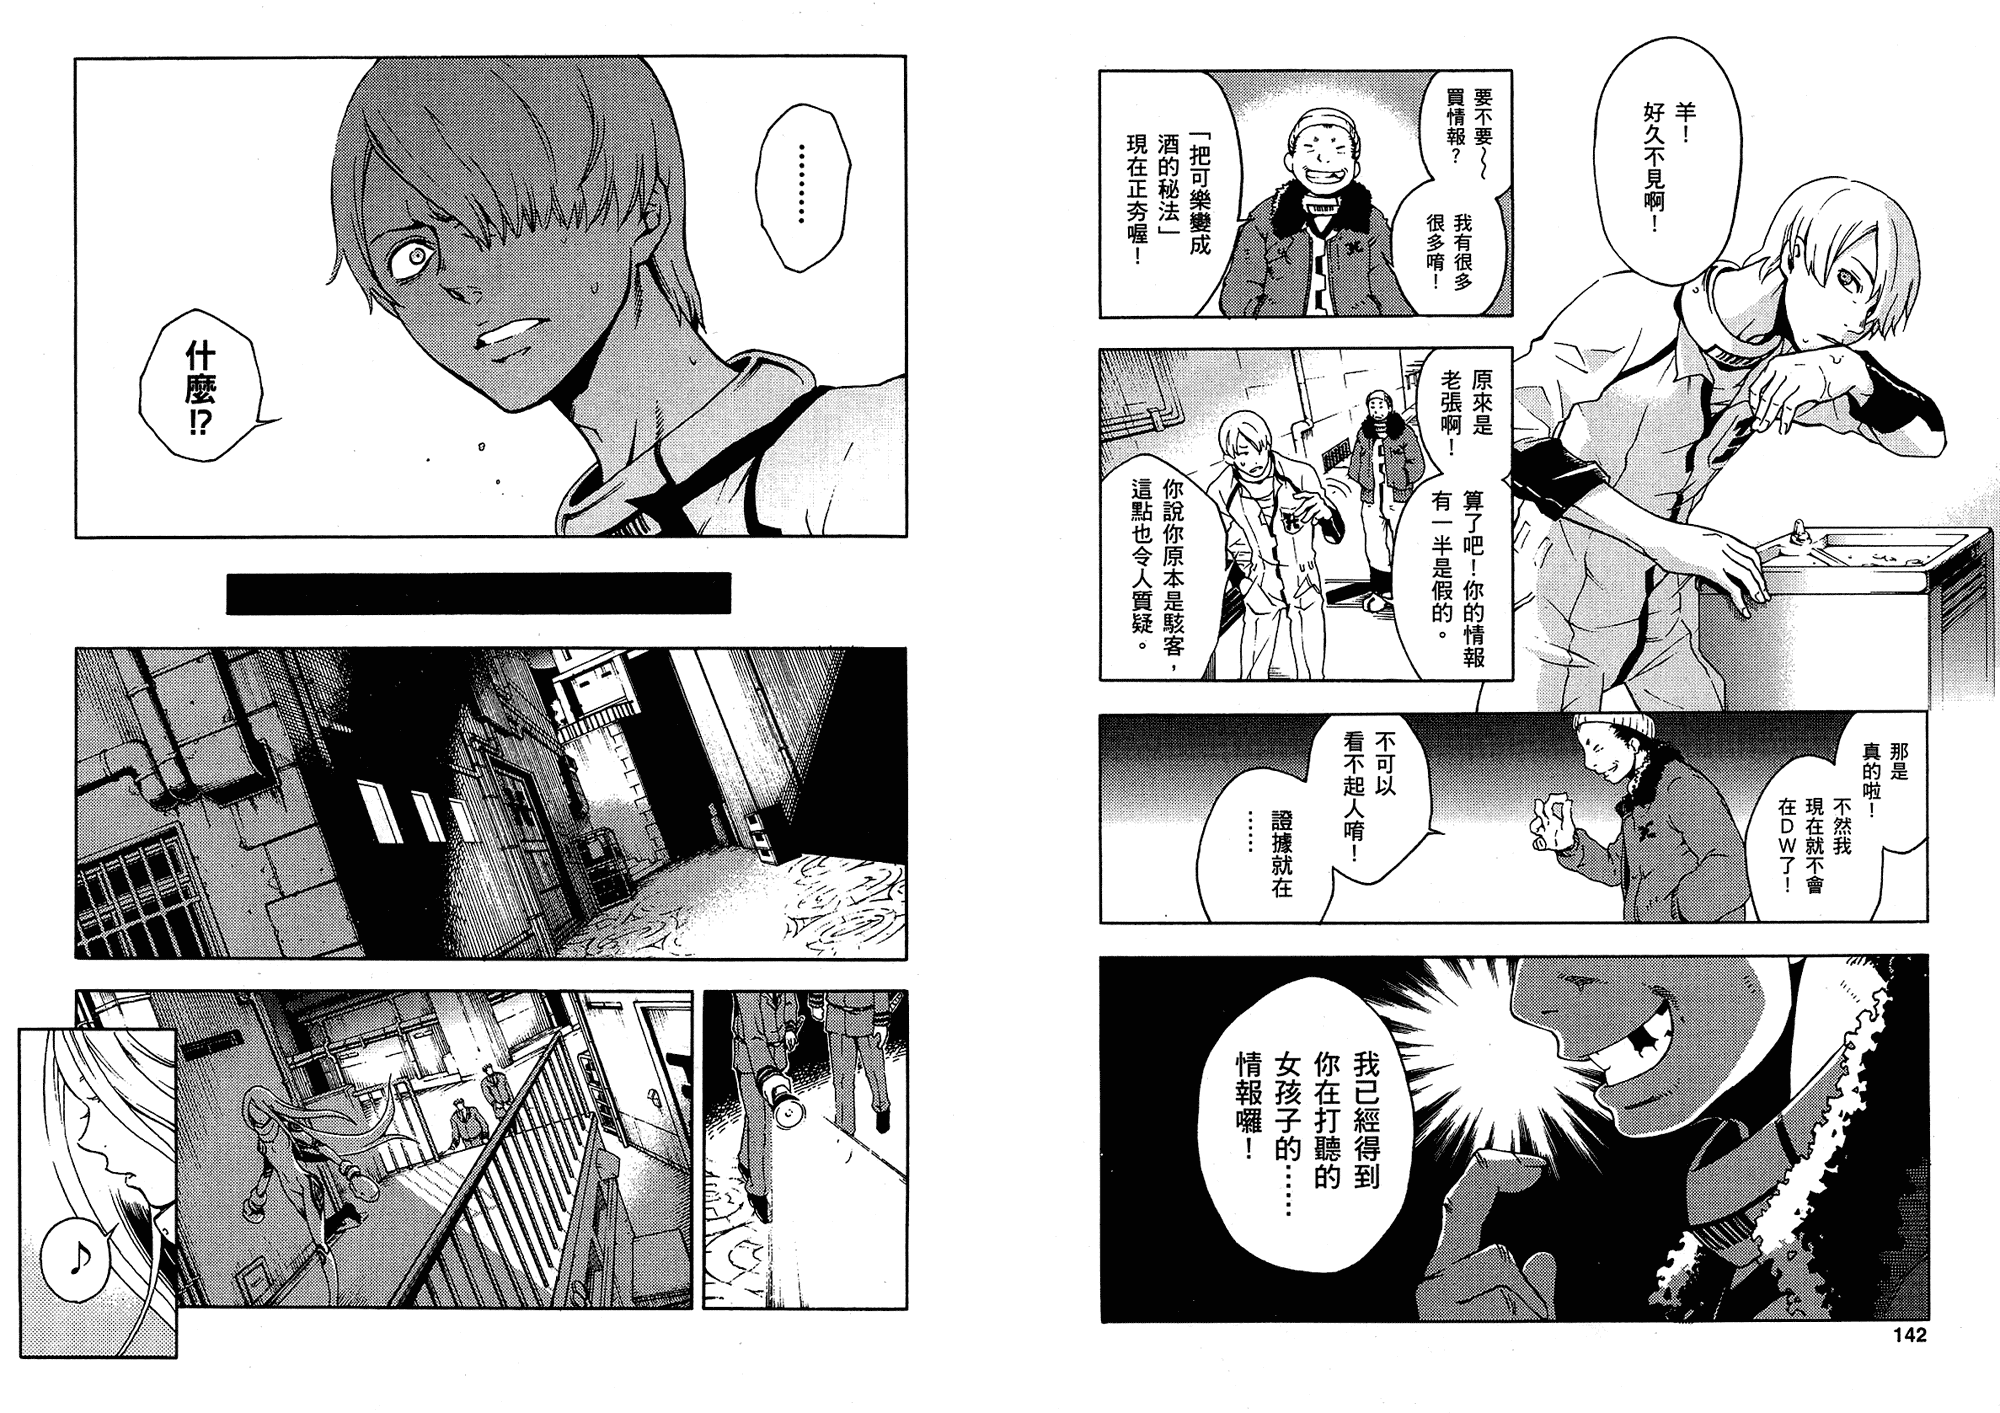 羊！
好久不見啊！
要不要～
買情報？
我有很多
很多唷！
「把可樂變成
酒的秘法」
現在正夯喔！
原來是
老張啊！
算了吧！你的情報
有一半是假的。
你說你原本是駭客，
這點也令人質疑。
那是
真的啦！
不然我
現在就不會
在DW了！
不可以
看不起人唷！
證據就在
……
我已經得到
你在打聽的
女孩子的……
情報囉！
142
………
什麼!?
♪